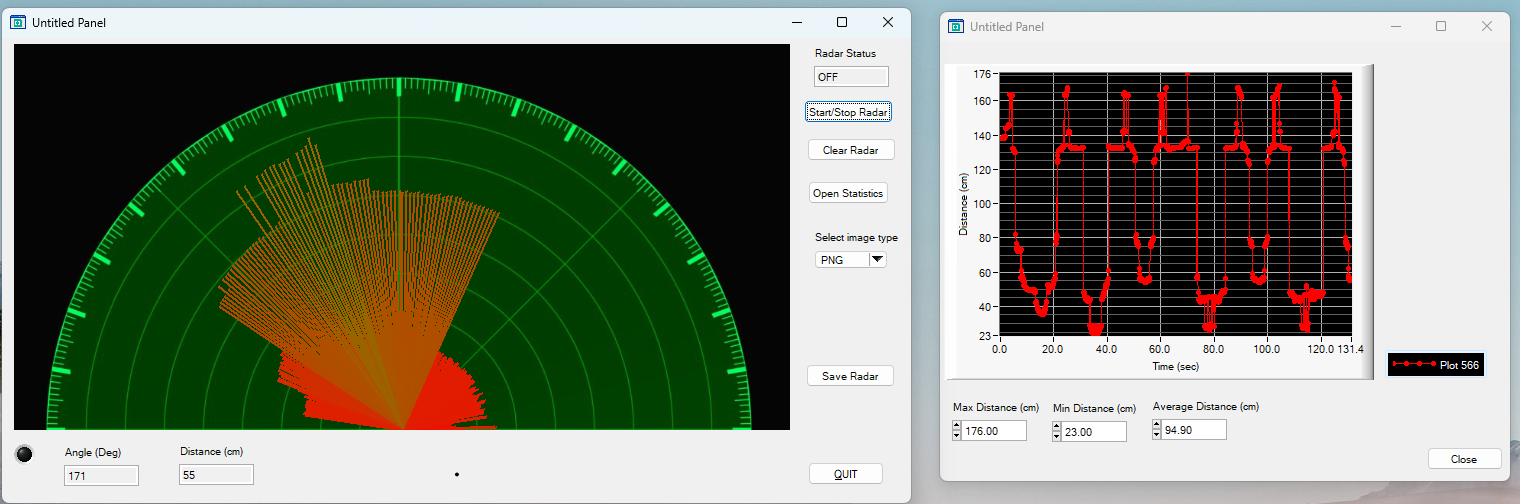 Untitled Panel
Radar Status
OFF
Start/Stop Radar
Clear Radar
Open Statistics
Select image type
PNG
Save Radar
Angle (Deg)
171
Distance (cm)
55
QUIT
Untitled Panel
Distance (cm)
176
160
140
120
100
80
60
40
23
0.0 20.0 40.0 60.0 80.0 100.0 120.0 131.4
Time (sec)
Plot 566
Max Distance (cm)
176.00
Min Distance (cm)
23.00
Average Distance (cm)
94.90
Close